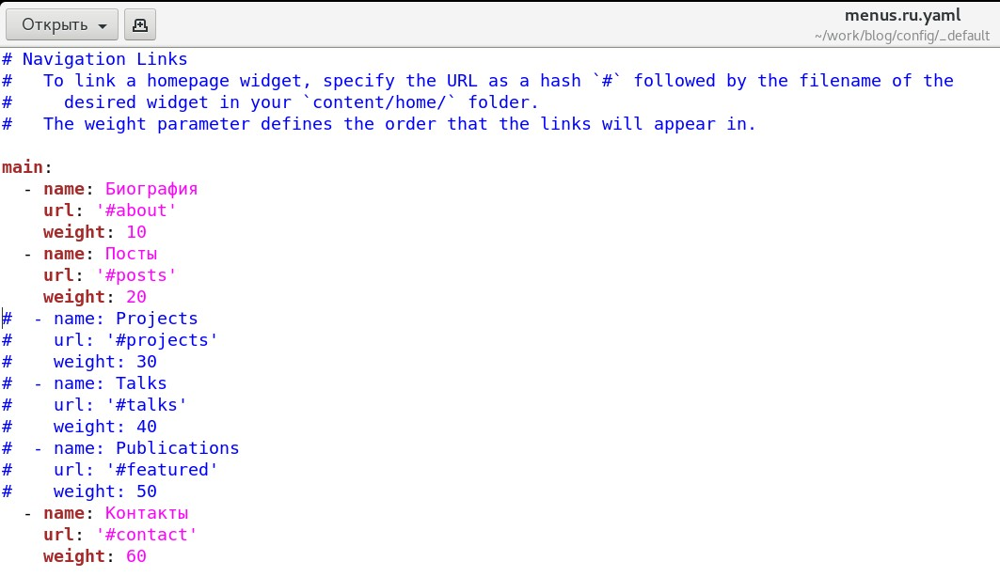 Открыть
menus.ru.yaml
~/work/blog/config/_default
# Navigation Links
#   To link a homepage widget, specify the URL as a hash `#` followed by the filename of the
#     desired widget in your `content/home/` folder.
#   The weight parameter defines the order that the links will appear in.

main:
  - name: Биография
    url: '#about'
    weight: 10
  - name: Посты
    url: '#posts'
    weight: 20
#  - name: Projects
#    url: '#projects'
#    weight: 30
#  - name: Talks
#    url: '#talks'
#    weight: 40
#  - name: Publications
#    url: '#featured'
#    weight: 50
  - name: Контакты
    url: '#contact'
    weight: 60